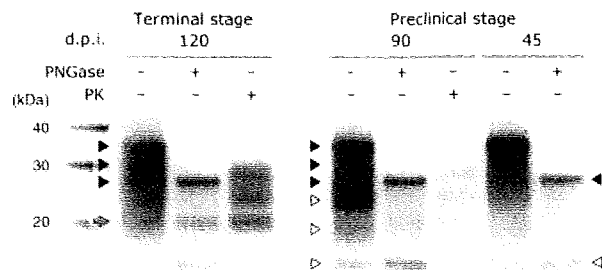 Terminal stage Preclinical stage
d.p.i. 120 90 45
PNGase - + - - + - - +
(kDa) PK - - + - - + - -
40
30
20